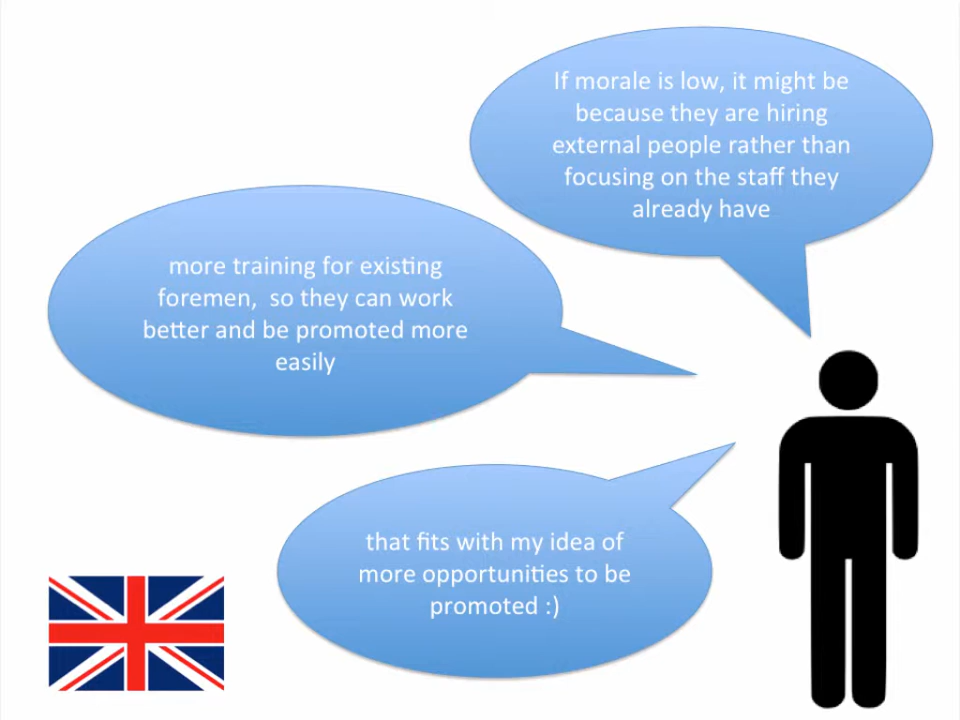 If morale is low, it might be
because they are hiring
external people rather than
focusing on the staff they
already have
more training for existing
foremen,  so they can work
better and be promoted more
easily
that fits with my idea of
more opportunities to be
promoted :)